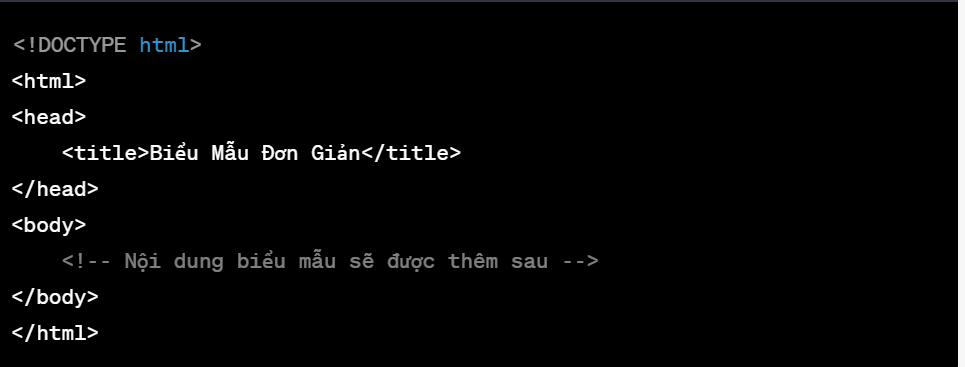 <!DOCTYPE html>
<html>
<head>
    <title>Biểu Mẫu Đơn Giản</title>
</head>
<body>
    <!-- Nội dung biểu mẫu sẽ được thêm sau -->
</body>
</html>